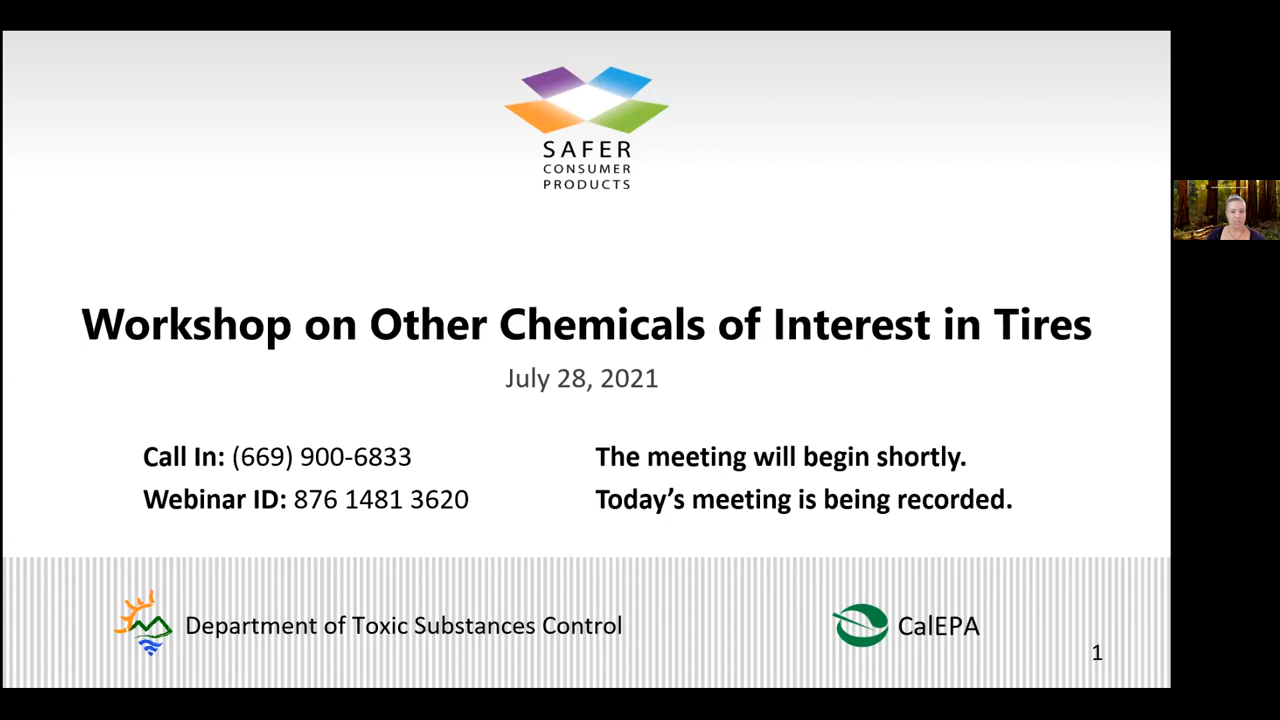 SAFER
CONSUMER
PRODUCTS
Workshop on Other Chemicals of Interest in Tires
July 28, 2021
Call In: (669) 900-6833
Webinar ID: 876 1481 3620
The meeting will begin shortly.
Today's meeting is being recorded.
Department of Toxic Substances Control
CalEPA
1